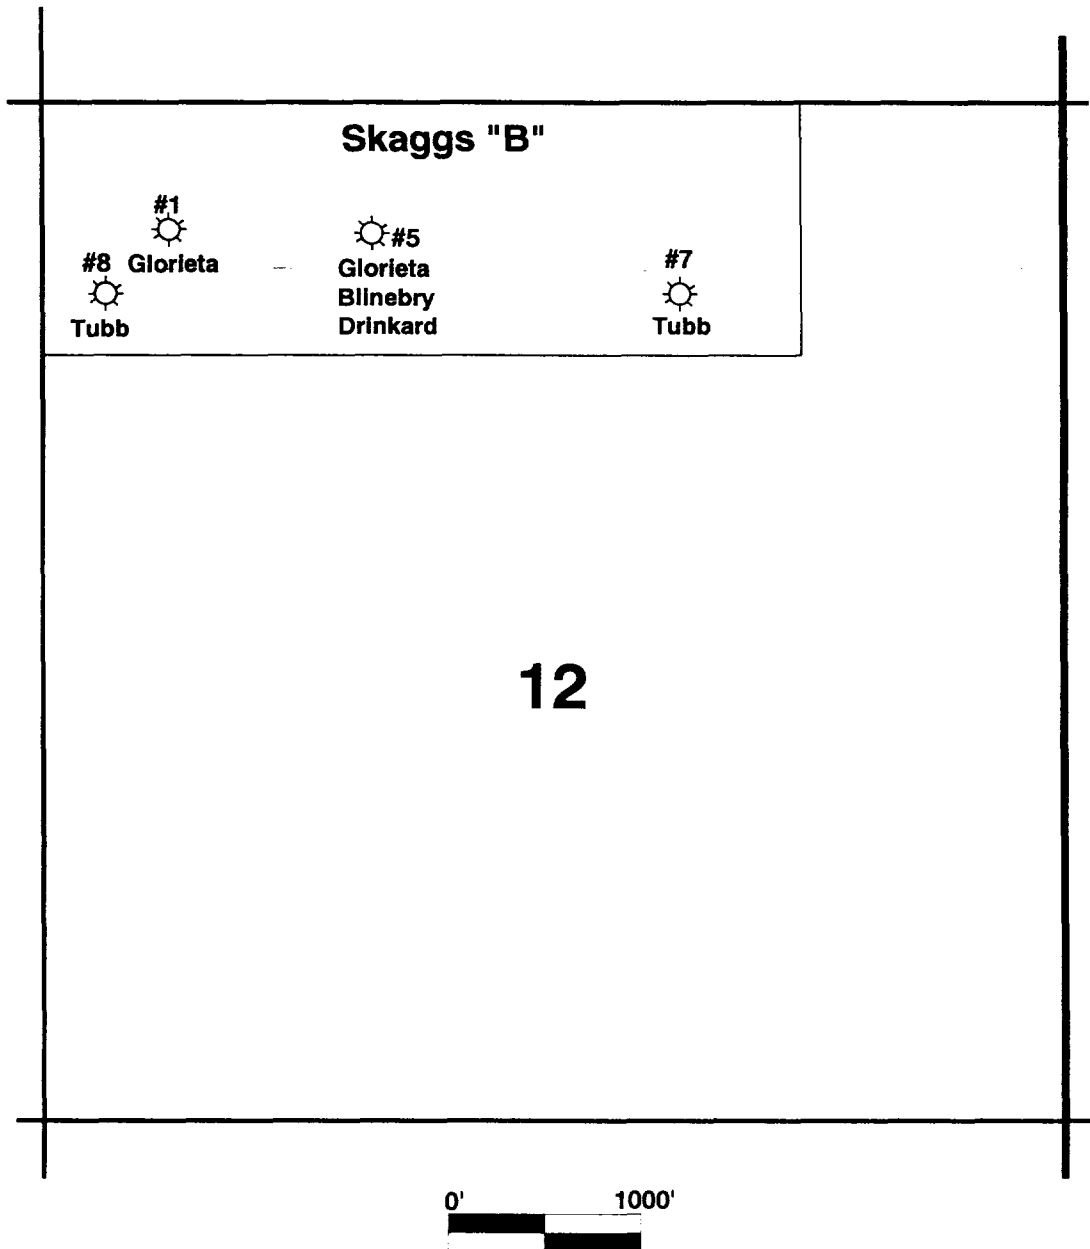 Skaggs "B"
#1
Glorieta
#8
Tubb
#5
Glorieta
Blinebry
Drinkard
#7
Tubb
12
0' 1000'